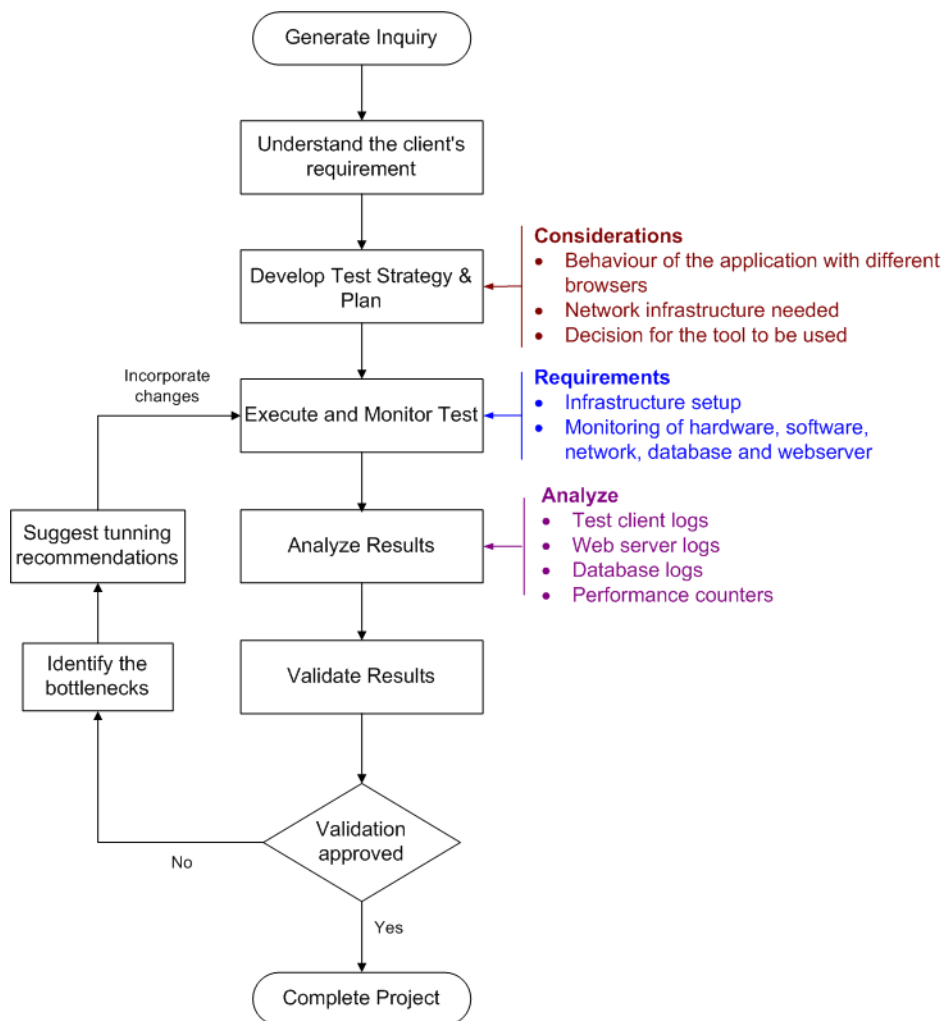 Generate Inquiry
Understand the client's
requirement
Develop Test Strategy &
Plan
Considerations
• Behaviour of the application with different
browsers
• Network infrastructure needed
• Decision for the tool to be used
Incorporate
changes
Execute and Monitor Test
Requirements
• Infrastructure setup
• Monitoring of hardware, software,
network, database and webserver
Suggest tunning
recommendations
Analyze Results
Analyze
• Test client logs
• Web server logs
• Database logs
• Performance counters
Identify the
bottlenecks
Validate Results
Validation
approved
No
Yes
Complete Project